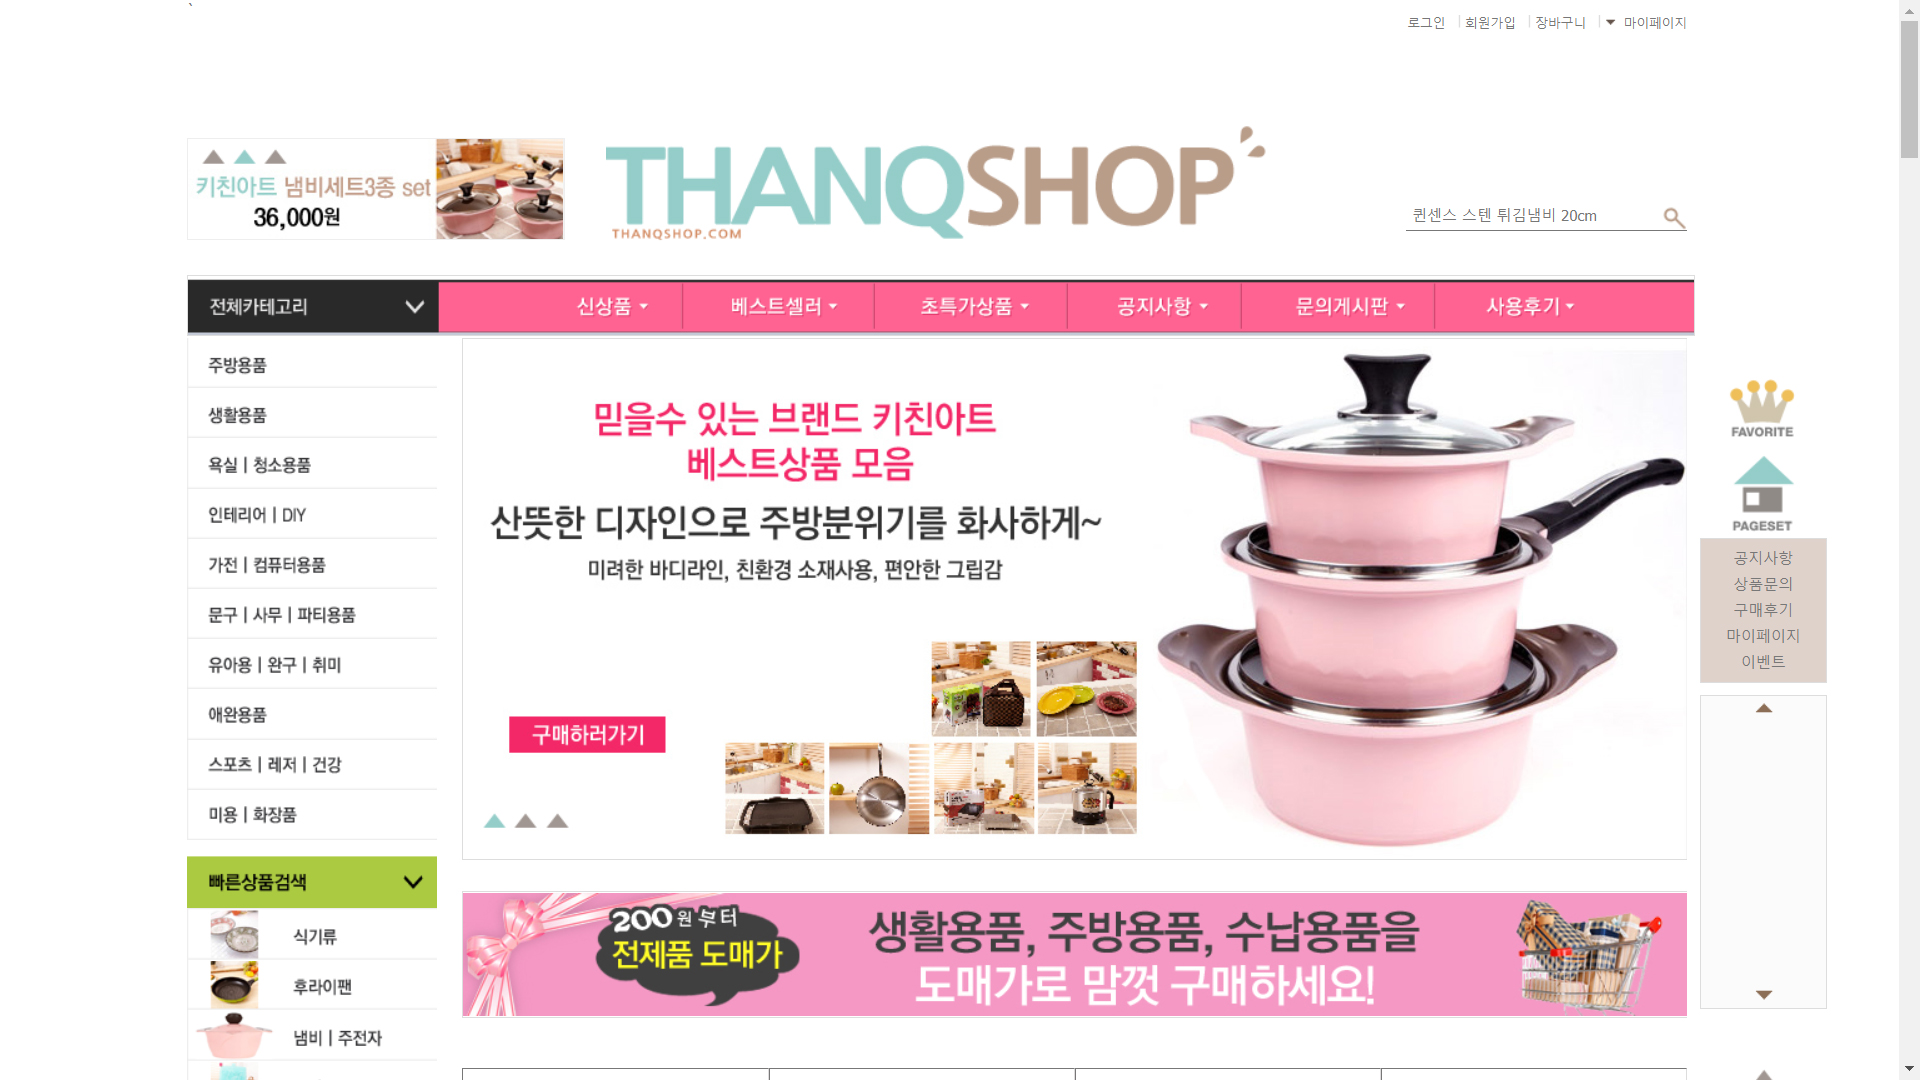 `
로그인
회원가입
장바구니
마이페이지
키친아트 냄비세트3종 set
36,000원
THANQSHOP
THANQSHOP.COM
퀸센스 스텐 튀김냄비 20cm
전체카테고리
신상품
베스트셀러
초특가상품
공지사항
문의게시판
사용후기
주방용품
생활용품
욕실 | 청소용품
인테리어 | DIY
가전 | 컴퓨터용품
문구 | 사무 | 파티용품
유아용 | 완구 | 취미
애완용품
스포츠 | 레저 | 건강
미용 | 화장품
믿을수 있는 브랜드 키친아트
베스트상품 모음
산뜻한 디자인으로 주방분위기를 화사하게~
미려한 바디라인, 친환경 소재사용, 편안한 그립감
구매하러가기
FAVORITE
PAGESET
공지사항
상품문의
구매후기
마이페이지
이벤트
빠른상품검색
식기류
후라이팬
냄비 | 주전자
200원부터
전제품 도매가
생활용품, 주방용품, 수납용품을
도매가로 맘껏 구매하세요!